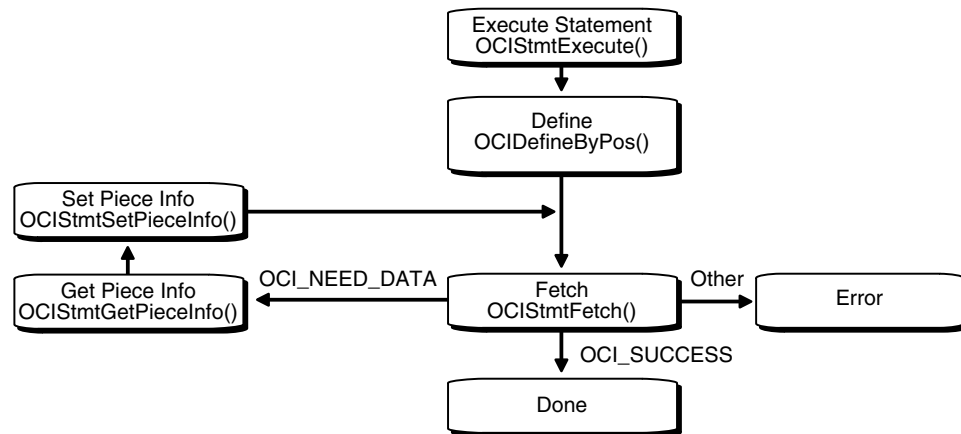 Execute Statement
OCIStmtExecute()
Define
OCIDefineByPos()
Set Piece Info
OCIStmtSetPieceInfo()
OCI_NEED_DATA
Get Piece Info
OCIStmtGetPieceInfo()
Fetch
OCIStmtFetch()
Other
Error
OCI_SUCCESS
Done